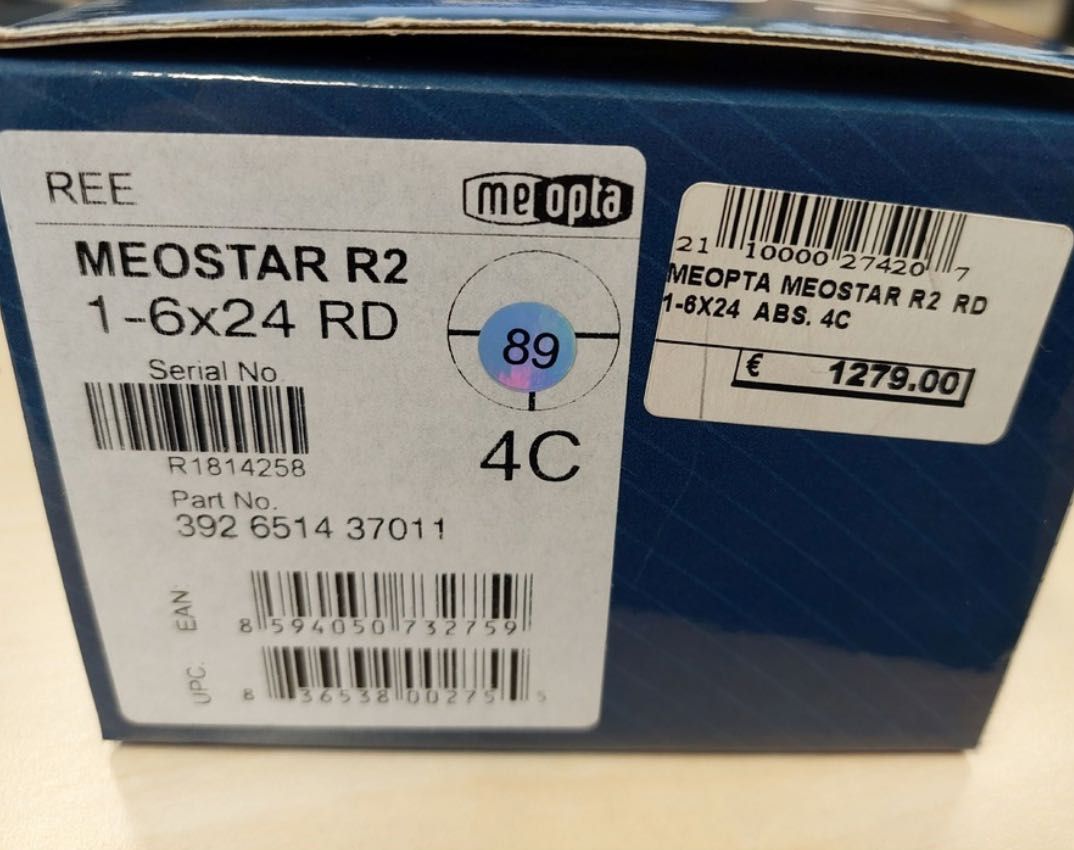 REE
meopta
MEOSTAR R2
1-6x24 RD
89
4C
Serial No.
R1814258
Part No.
392 6514 37011
EAN:
8 594050 732759
UPC:
8 36538 00275 5
21 10000 27420 7
MEOPTA MEOSTAR R2 RD
1-6X24 ABS. 4C
€ 1279.00